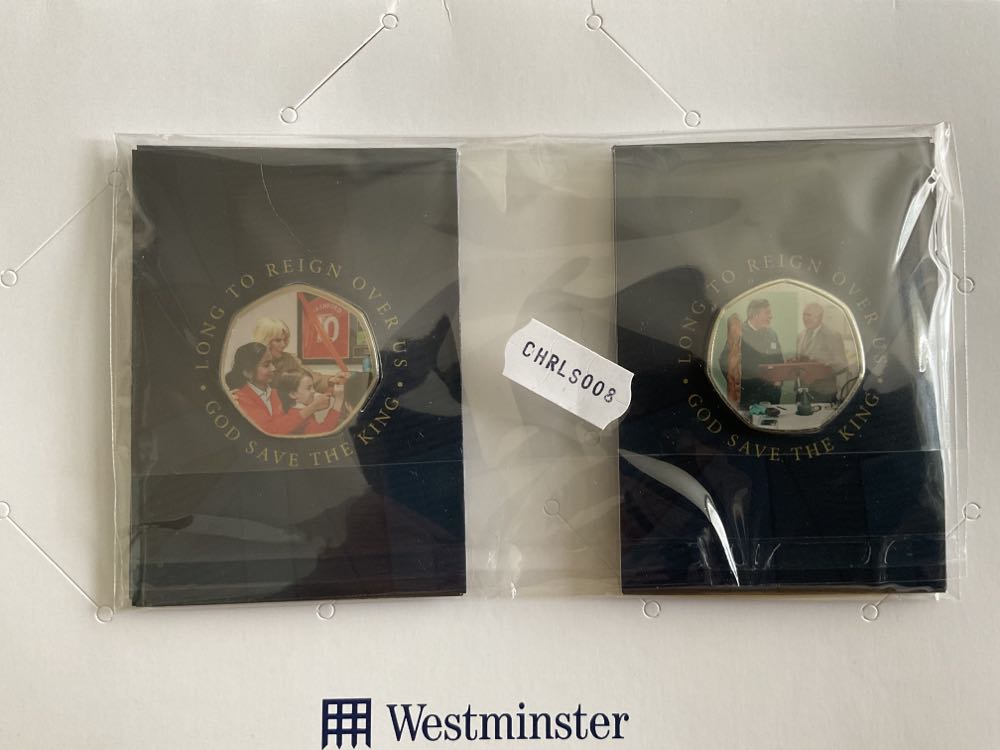 LONG TO REIGN OVER US
• GOD SAVE THE KING •
10
LONG TO REIGN OVER US
• GOD SAVE THE KING •
CHRLS008
Westminster